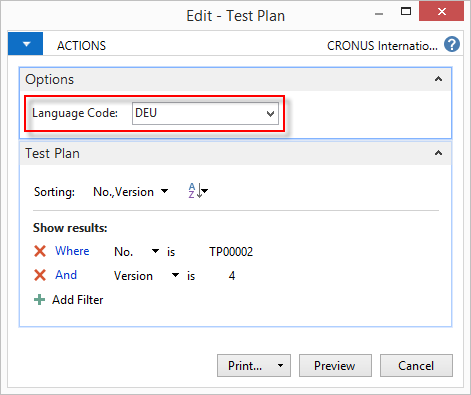 Edit - Test Plan
ACTIONS CRONUS Internatio... ?
Options
Language Code: DEU
Test Plan
Sorting: No.,Version AZ
Show results:
Where No. is TP00002
And Version is 4
Add Filter
Print... Preview Cancel